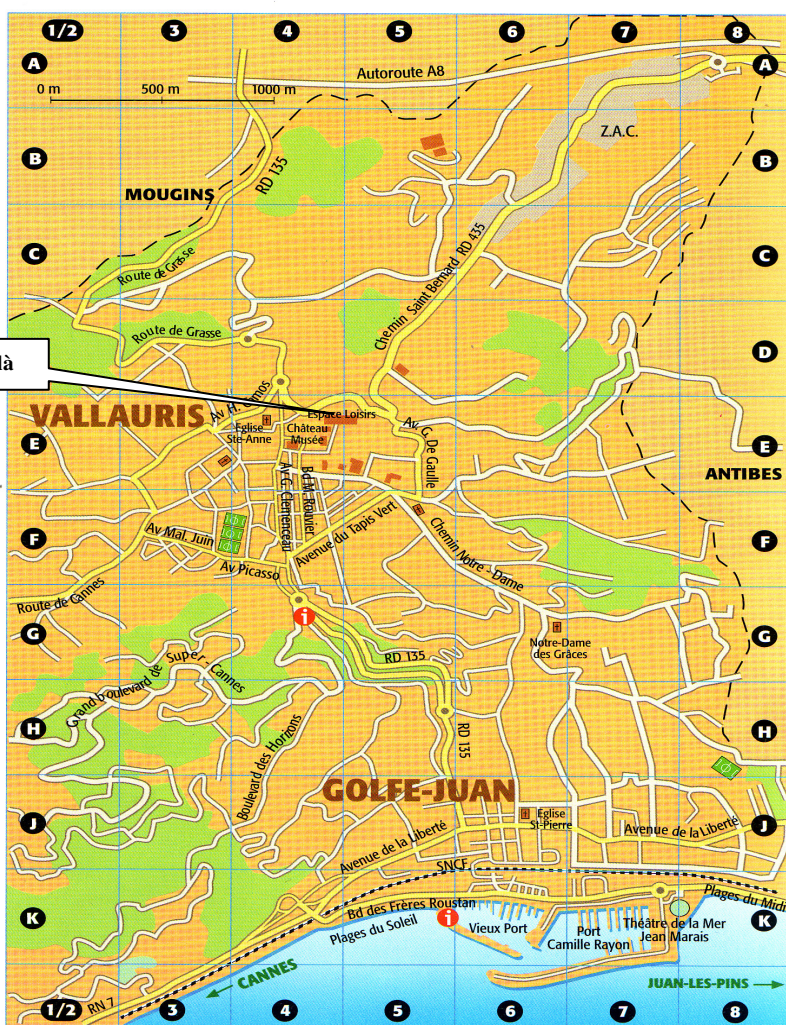 1/2 3 4 5 6 7 8
A
A
Autoroute A8
0 m 500 m 1000 m
Z.A.C.
B
B
RD 135
MOUGINS
C
C
Route de Grasse
Chemin Saint Bernard RD 435
Route de Grasse
D
là
Espace Loisirs
VALLAURIS
Eglise
Ste-Anne
Château
Musée
Av. G. De Gaulle
E
E
ANTIBES
Av G. Clemenceau
Bd M. Rouvier
Avenue du Tapis Vert
Chemin Notre - Dame
F
F
Av Mal. Juin
Av Picasso
Route de Cannes
i
G
G
Notre-Dame
des Grâces
RD 135
Grand boulevard de Super - Cannes
H
H
RD 135
Boulevard des Horizons
GOLFE-JUAN
J
J
Eglise
St-Pierre
Avenue de la Liberté
Avenue de la Liberté
SNCF
K
K
Bd des Frères Roustan
Plages du Soleil
i
Vieux Port
Port
Camille Rayon
Théâtre de la Mer
Jean Marais
Plages du Midi
CANNES
JUAN-LES-PINS
RN 7
1/2 3 4 5 6 7 8